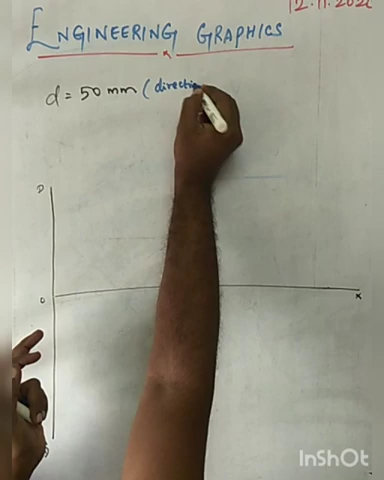 12.11.202
ENGINEERING GRAPHICS
d = 50 mm (directi
D
O
X
InShOt